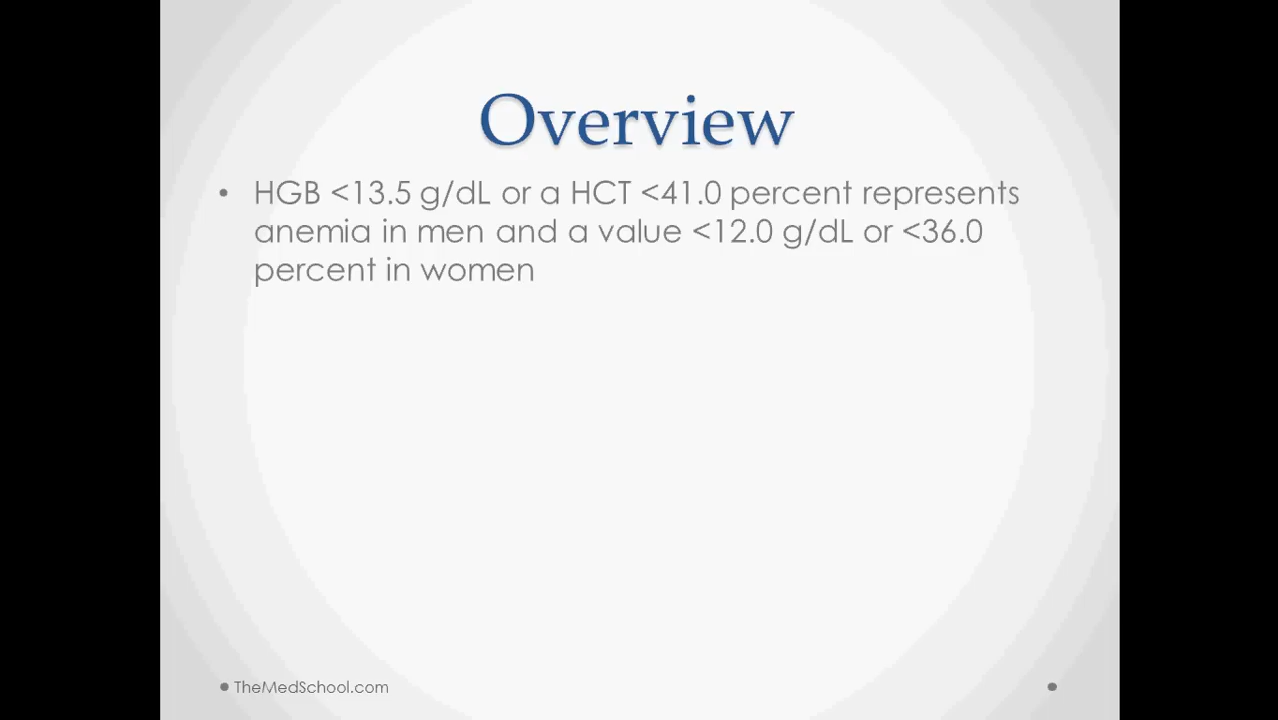 Overview
• HGB <13.5 g/dL or a HCT <41.0 percent represents
anemia in men and a value <12.0 g/dL or <36.0
percent in women
TheMedSchool.com